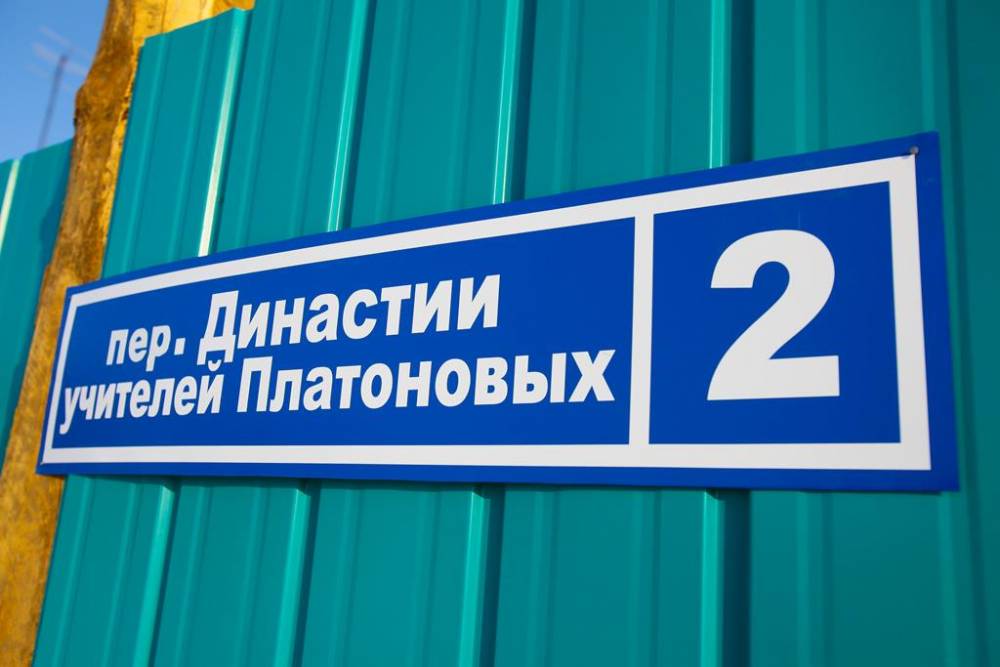 пер. Династии
учителей Платоновых
2